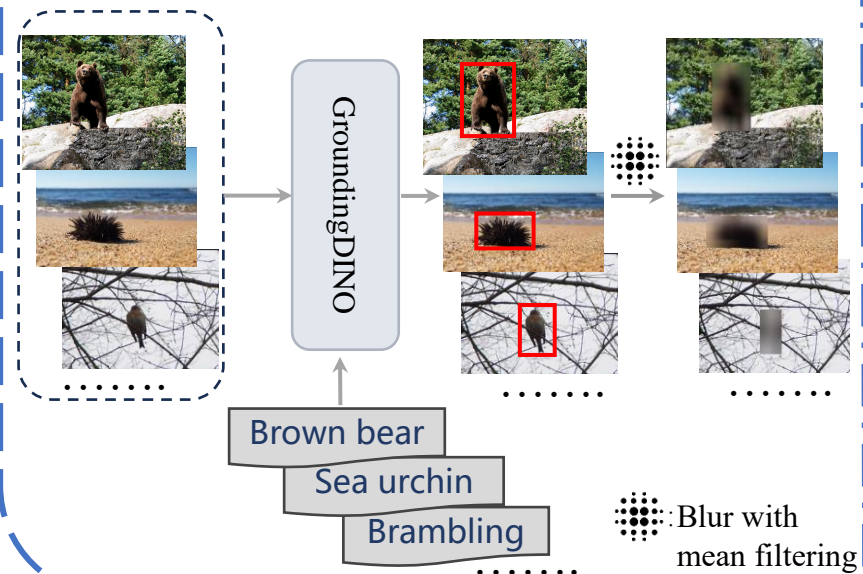 GroundingDINO
Brown bear
Sea urchin
Brambling
: Blur with
mean filtering